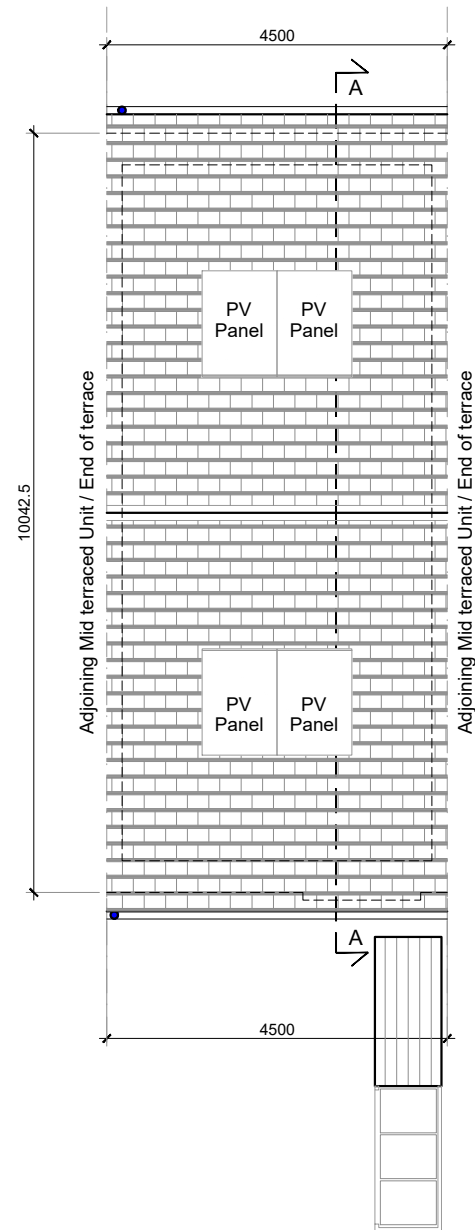 4500
A
PV
Panel
PV
Panel
Adjoining Mid terraced Unit / End of terrace
10042.5
Adjoining Mid terraced Unit / End of terrace
PV
Panel
PV
Panel
A
4500